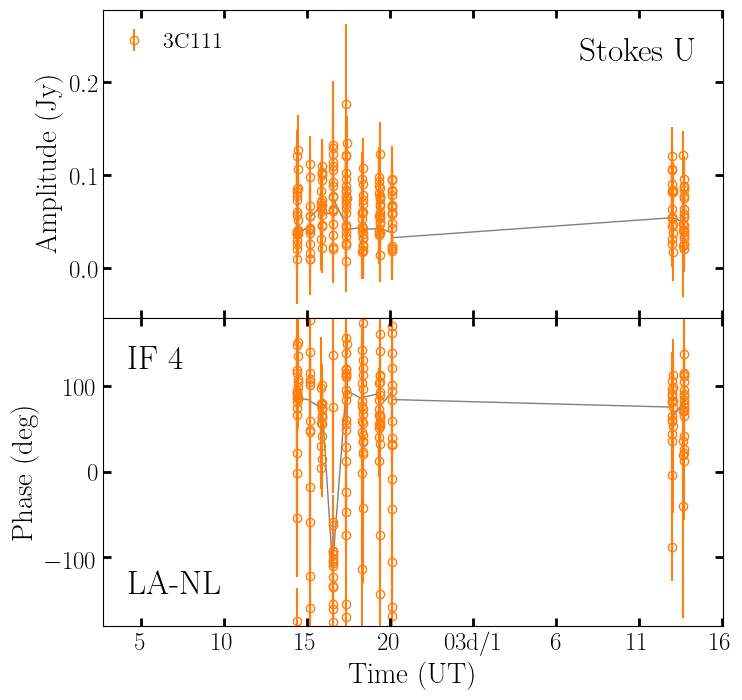 3C111
Stokes U
0.2
0.1
0.0
Amplitude (Jy)
IF 4
100
0
−100
Phase (deg)
LA-NL
5 10 15 20 03d/1 6 11 16
Time (UT)